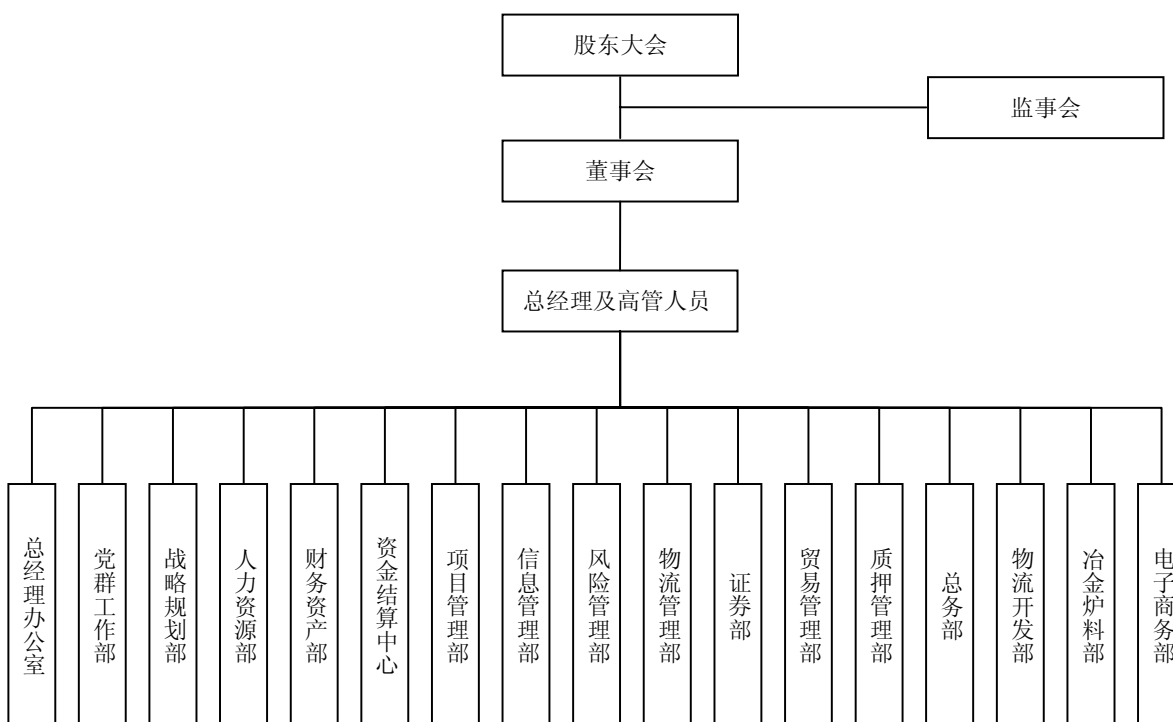 股东大会
监事会
董事会
总经理及高管人员
总经理办公室
党群工作部
战略规划部
人力资源部
财务资产部
资金结算中心
项目管理部
信息管理部
风险管理部
物流管理部
证券部
贸易管理部
质押管理部
总务部
物流开发部
冶金炉料部
电子商务部